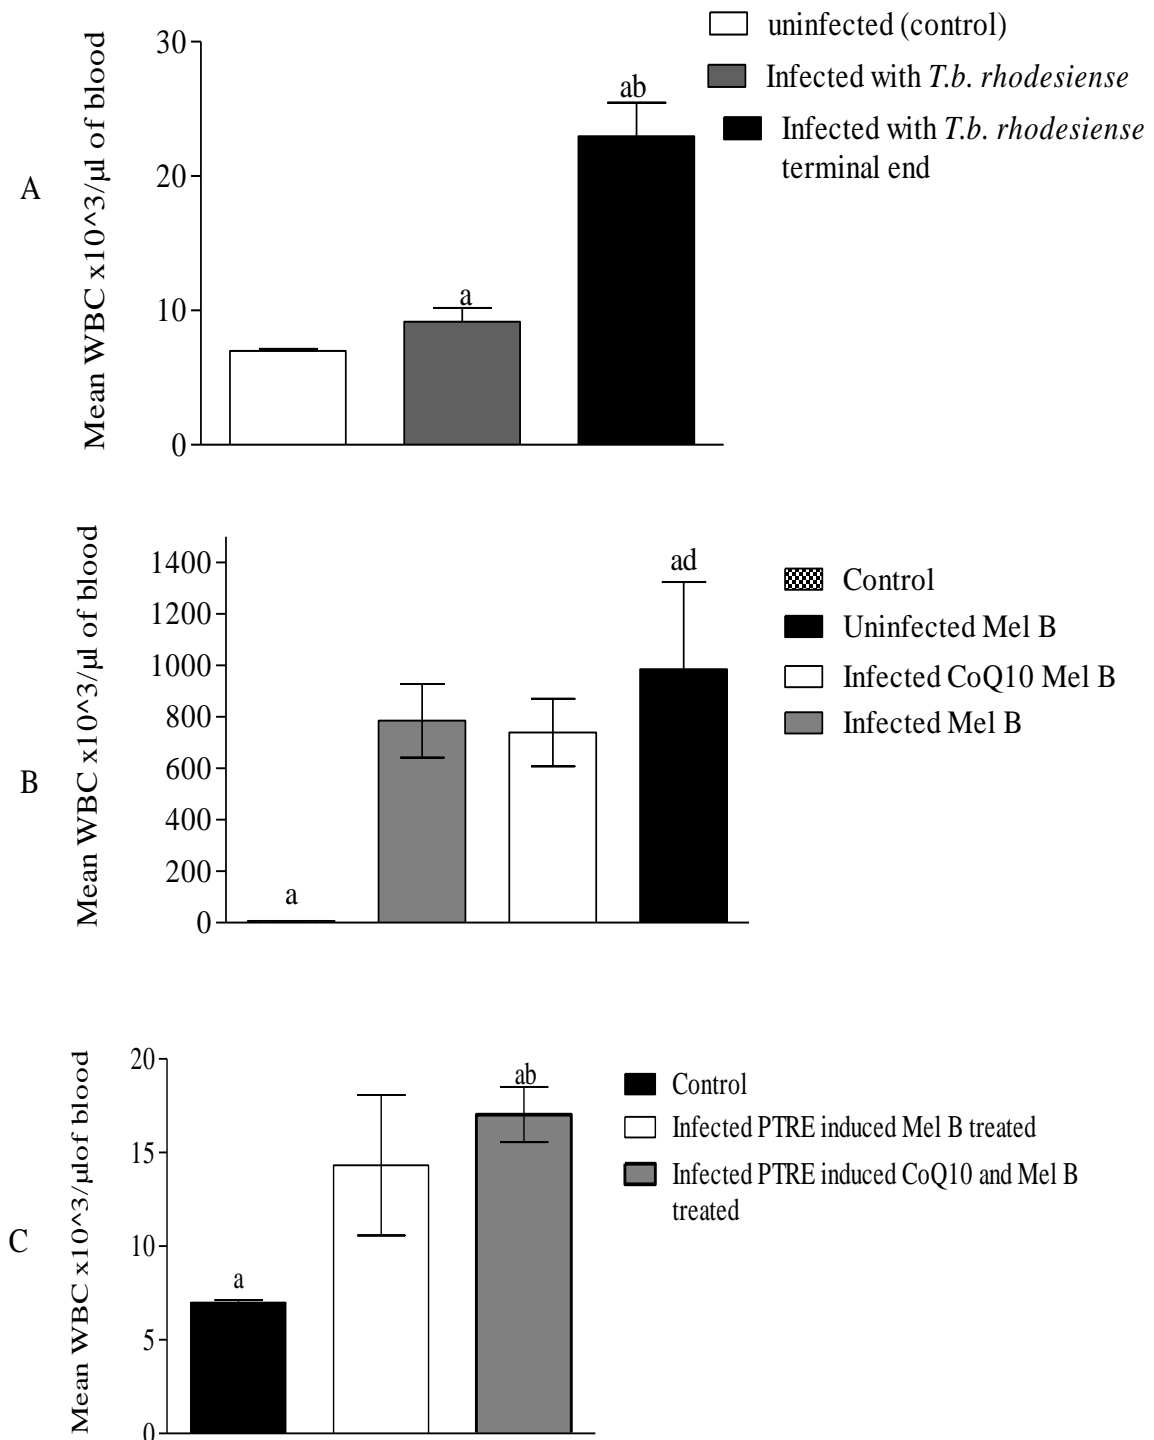 A
Mean WBC x10^3/µl of blood
30
20
10
0
a
ab
uninfected (control)
Infected with T.b. rhodesiense
Infected with T.b. rhodesiense
terminal end
B
Mean WBC x10^3/µl of blood
1400
1200
1000
800
600
400
200
0
a
ad
Control
Uninfected Mel B
Infected CoQ10 Mel B
Infected Mel B
C
Mean WBC x10^3/µlof blood
20
15
10
5
0
a
ab
Control
Infected PTRE induced Mel B treated
Infected PTRE induced CoQ10 and Mel B
treated